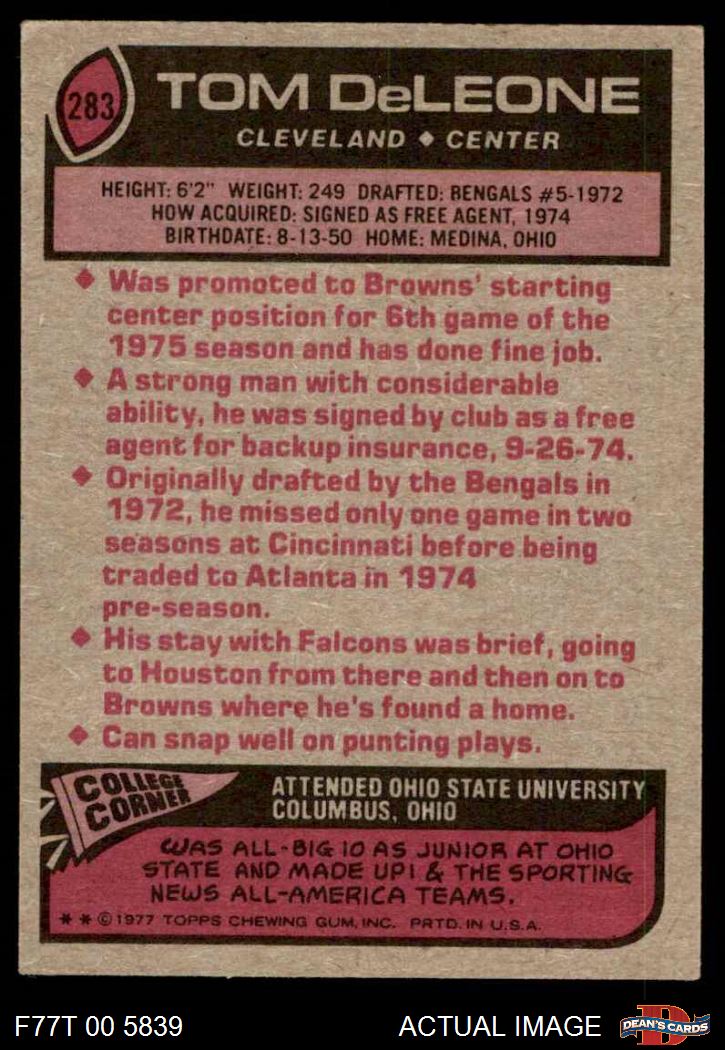 283
TOM DeLEONE
CLEVELAND ◆ CENTER
HEIGHT: 6'2" WEIGHT: 249 DRAFTED: BENGALS #5-1972
HOW ACQUIRED: SIGNED AS FREE AGENT, 1974
BIRTHDATE: 8-13-50 HOME: MEDINA, OHIO
◆ Was promoted to Browns' starting
center position for 6th game of the
1975 season and has done fine job.
◆ A strong man with considerable
ability, he was signed by club as a free
agent for backup insurance, 9-26-74.
◆ Originally drafted by the Bengals in
1972, he missed only one game in two
seasons at Cincinnati before being
traded to Atlanta in 1974
pre-season.
◆ His stay with Falcons was brief, going
to Houston from there and then on to
Browns where he's found a home.
◆ Can snap well on punting plays.
COLLEGE
CORNER
ATTENDED OHIO STATE UNIVERSITY
COLUMBUS, OHIO
WAS ALL-BIG 10 AS JUNIOR AT OHIO
STATE AND MADE UPI & THE SPORTING
NEWS ALL-AMERICA TEAMS.
* * © 1977 TOPPS CHEWING GUM, INC. PRTD. IN U.S.A.
F77T 00 5839
ACTUAL IMAGE
D
DEAN'S CARDS